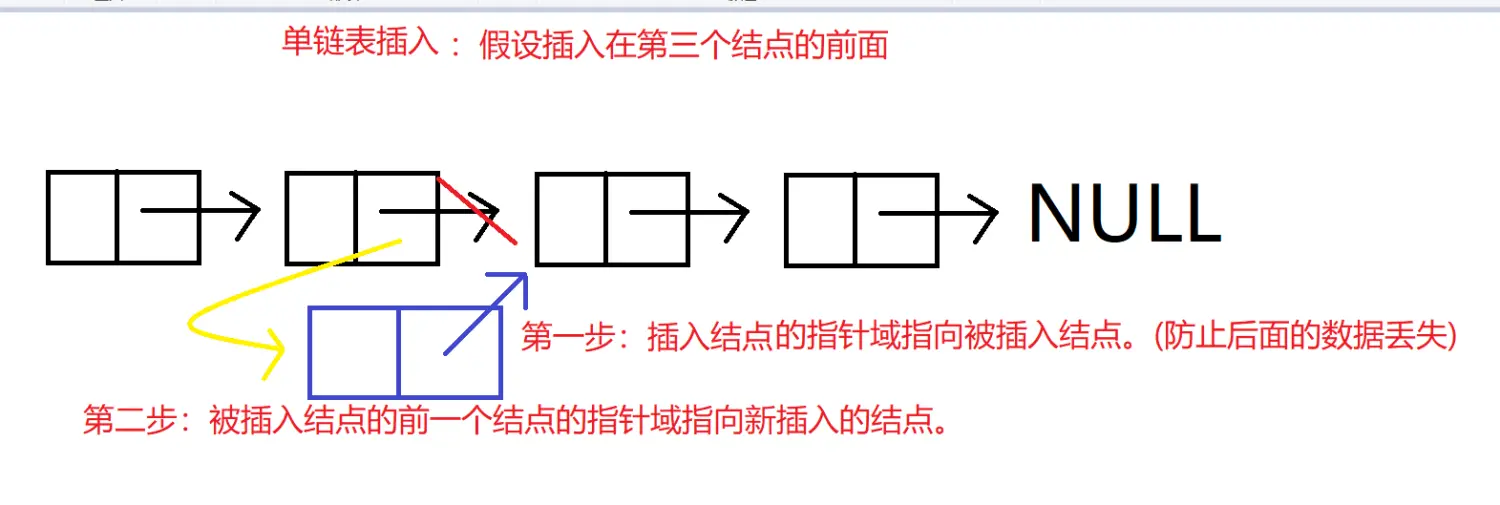 单链表插入 : 假设插入在第三个结点的前面
NULL
第一步：插入结点的指针域指向被插入结点。(防止后面的数据丢失)
第二步：被插入结点的前一个结点的指针域指向新插入的结点。